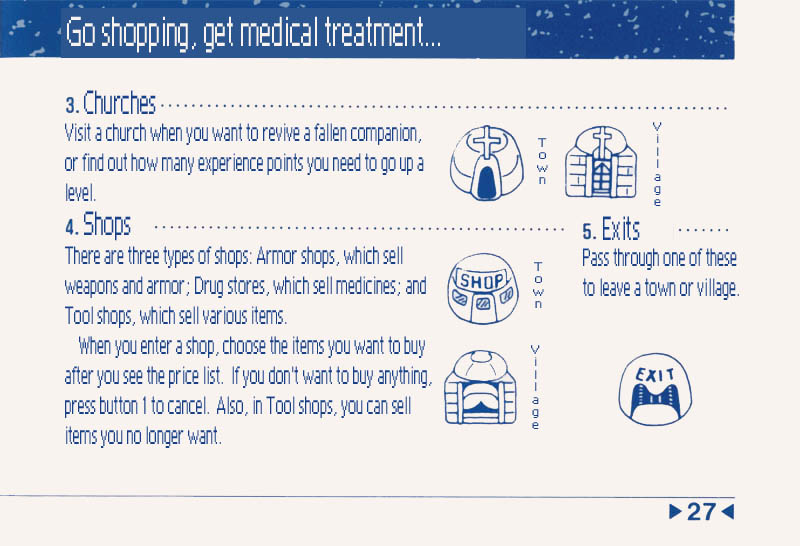 Go shopping, get medical treatment...
3. Churches
Visit a church when you want to revive a fallen companion,
or find out how many experience points you need to go up a
level.
Town
Village
4. Shops
There are three types of shops: Armor shops, which sell
weapons and armor; Drug stores, which sell medicines; and
Tool shops, which sell various items.
When you enter a shop, choose the items you want to buy
after you see the price list. If you don't want to buy anything,
press button 1 to cancel. Also, in Tool shops, you can sell
items you no longer want.
SHOP
Town
Village
5. Exits
Pass through one of these
to leave a town or village.
EXIT
27